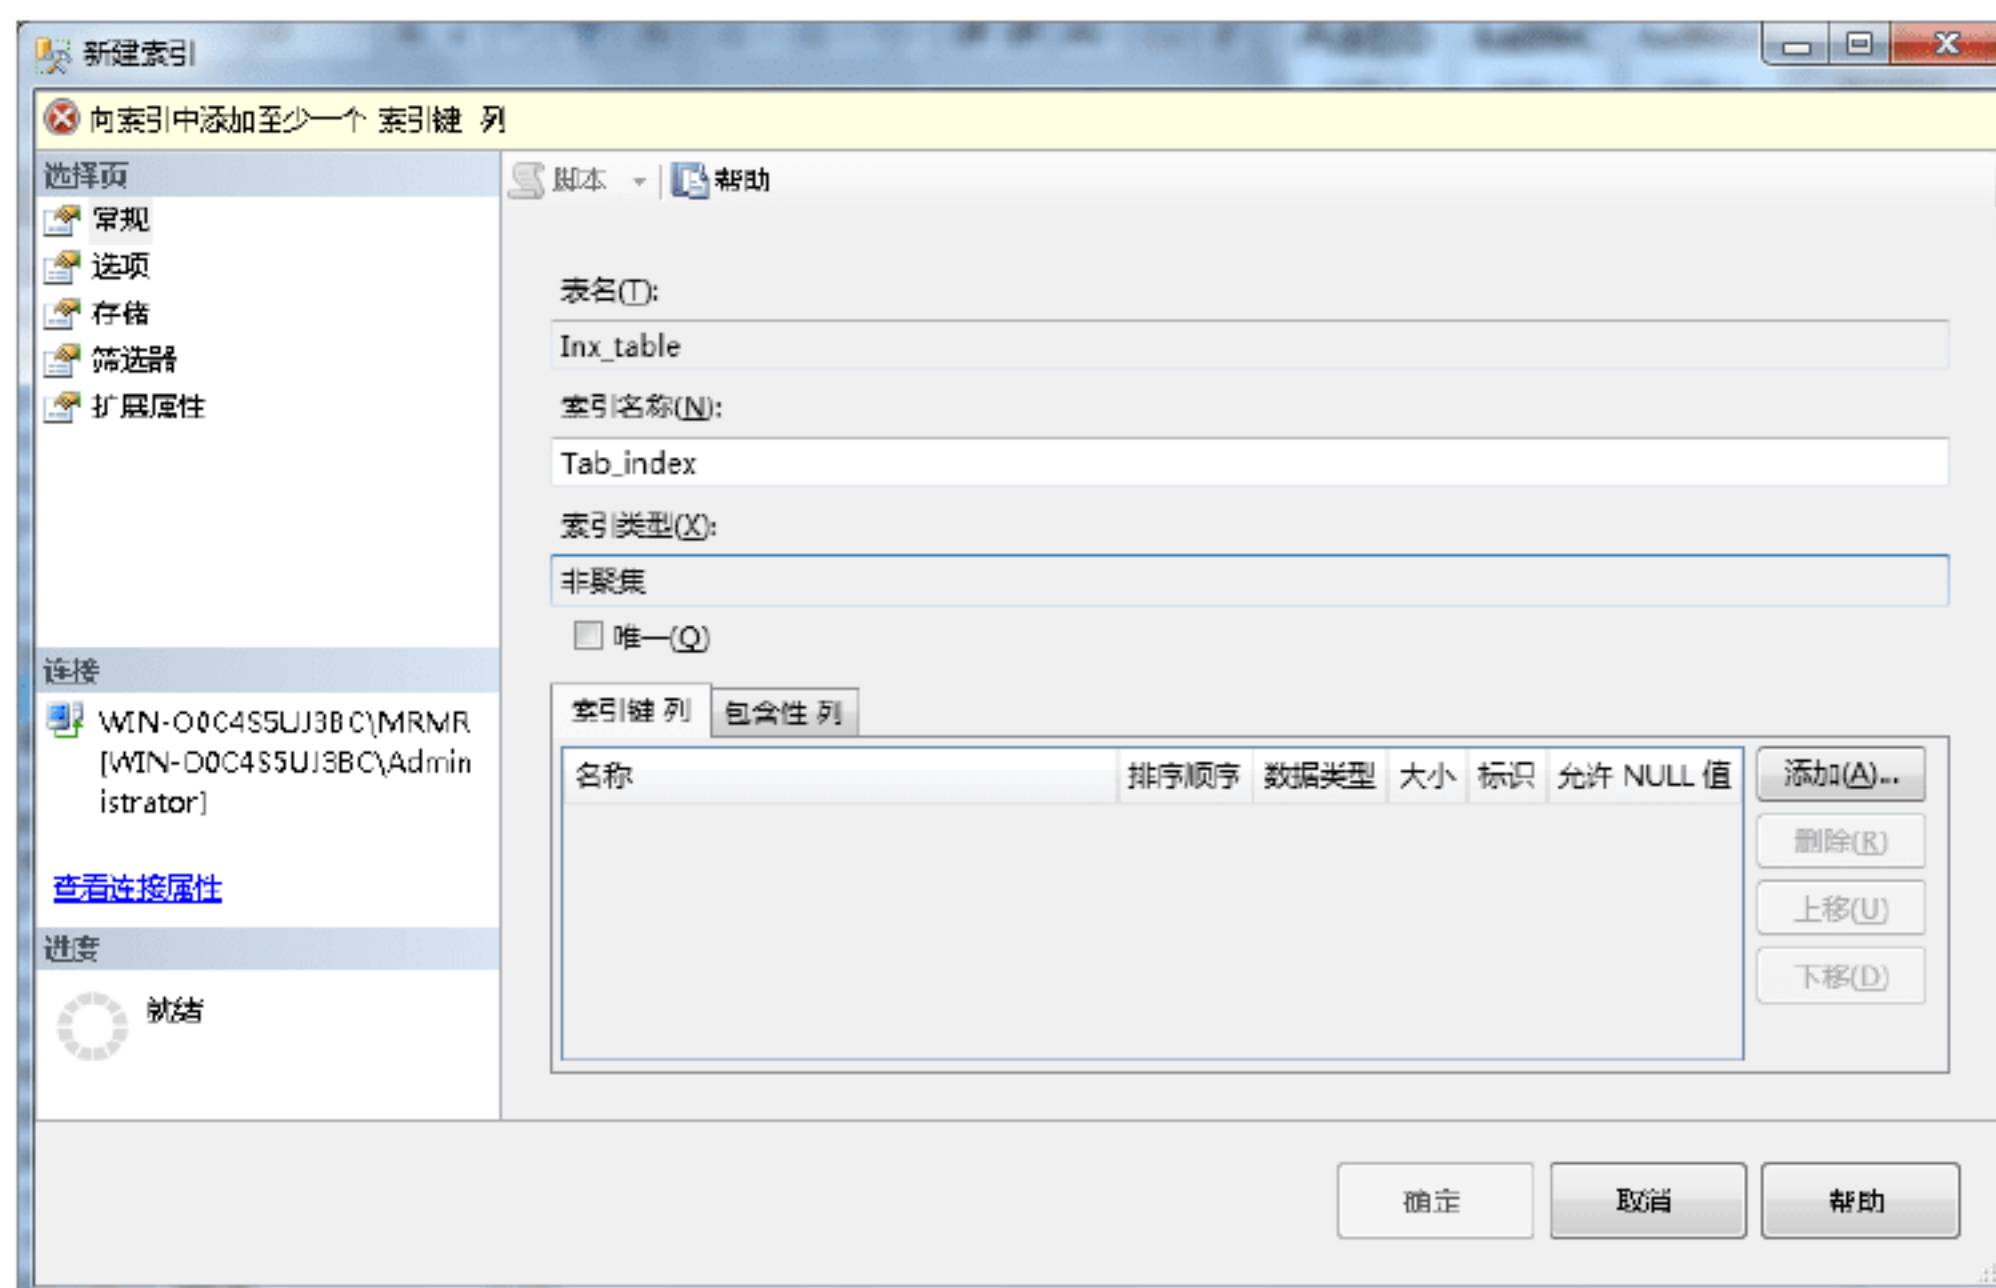 新建索引
向索引中添加至少一个 索引键 列
选择页
常规
选项
存储
筛选器
扩展属性
连接
WIN-O0C4S5UJ3BC\MRMR
[WIN-O0C4S5UJ3BC\Admin
istrator]
查看连接属性
进度
就绪
脚本 帮助
表名(T):
Inx_table
索引名称(N):
Tab_index
索引类型(X):
非聚集
唯一(Q)
索引键 列 包含性 列
名称 排序顺序 数据类型 大小 标识 允许 NULL 值
添加(A)...
删除(R)
上移(U)
下移(D)
确定 取消 帮助